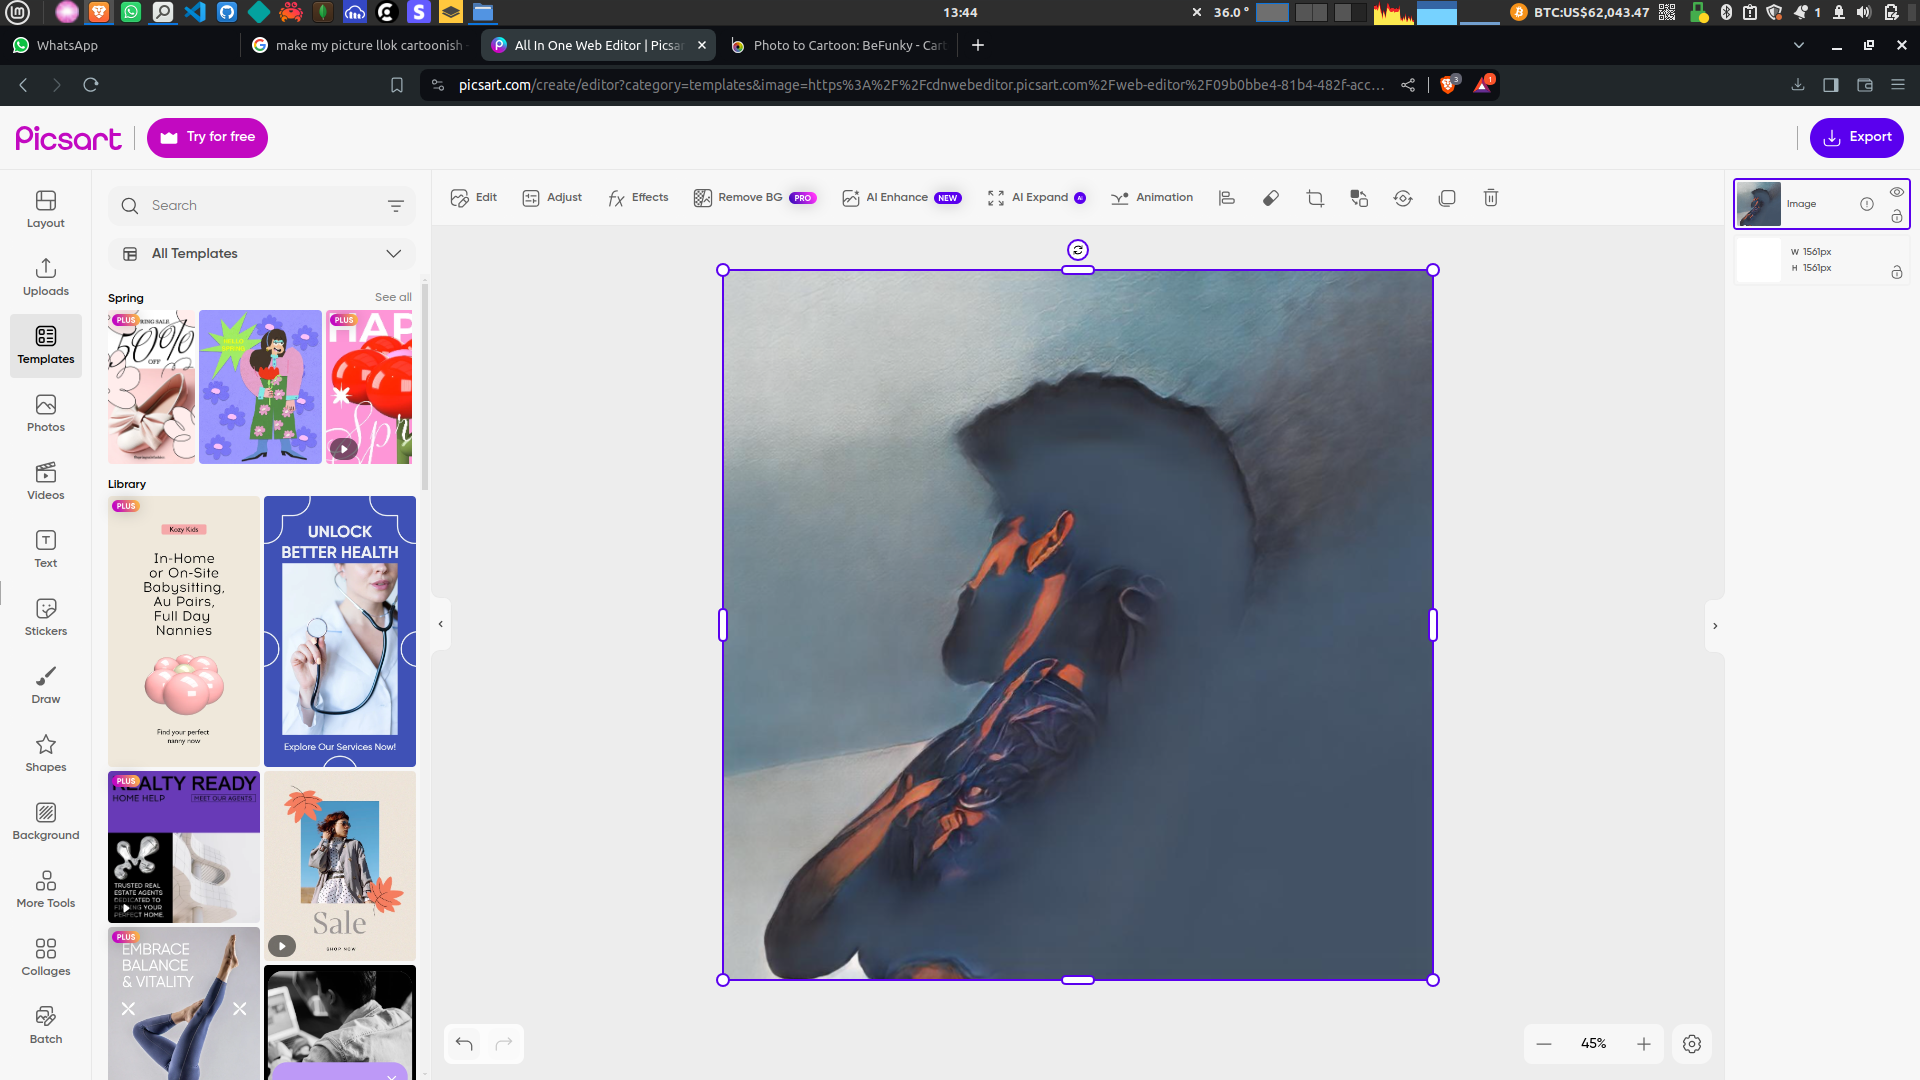 13:44
36.0 °
BTC:US$62,043.47
1
WhatsApp
make my picture llok cartoonish
All In One Web Editor | Picsar
Photo to Cartoon: BeFunky - Cart
picsart.com/create/editor?category=templates&image=https%3A%2F%2Fcdnwebeditor.picsart.com%2Fweb-editor%2F09b0bbe4-81b4-482f-acc...
3
1
Picsart
Try for free
Export
Layout
Uploads
Templates
Photos
Videos
Text
Stickers
Draw
Shapes
Background
More Tools
Collages
Batch
Search
All Templates
Spring
See all
PLUS
RING SALE
50%
OFF
PLUS
HAP
Spr
Library
PLUS
Kozy Kids
In-Home
or On-Site
Babysitting,
Au Pairs,
Full Day
Nannies
Find your perfect
nanny now
UNLOCK
BETTER HEALTH
Explore Our Services Now!
PLUS
REALTY READY
HOME HELP
MEET OUR AGENTS
TRUSTED REAL
ESTATE AGENTS
DEDICATED TO
FINDING YOUR
PERFECT HOME.
Sale
SHOP NOW
PLUS
EMBRACE
BALANCE
& VITALITY
Edit
Adjust
Effects
Remove BG PRO
AI Enhance NEW
AI Expand AI
Animation
Image
W 1561px
H 1561px
45%